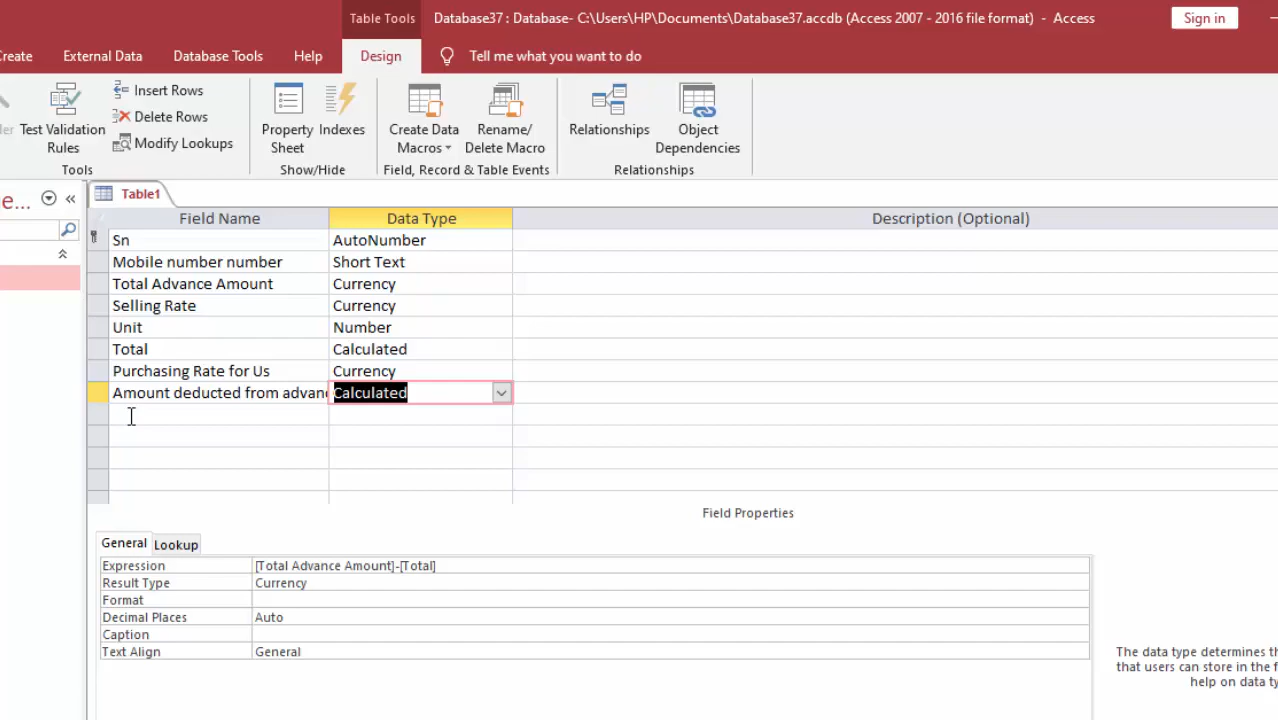 Table Tools
Database37 : Database- C:\Users\HP\Documents\Database37.accdb (Access 2007 - 2016 file format) - Access
Sign in
Create External Data Database Tools Help Design Tell me what you want to do
Test Validation Rules
Insert Rows
Delete Rows
Modify Lookups
Property Sheet
Indexes
Create Data Macros
Rename/ Delete Macro
Relationships
Object Dependencies
Tools Show/Hide Field, Record & Table Events Relationships
e...
«
Table1
Field Name Data Type Description (Optional)
Sn AutoNumber
Mobile number number Short Text
Total Advance Amount Currency
Selling Rate Currency
Unit Number
Total Calculated
Purchasing Rate for Us Currency
Amount deducted from advan Calculated
Field Properties
General Lookup
Expression [Total Advance Amount]-[Total]
Result Type Currency
Format
Decimal Places Auto
Caption
Text Align General
The data type determines th
that users can store in the f
help on data ty